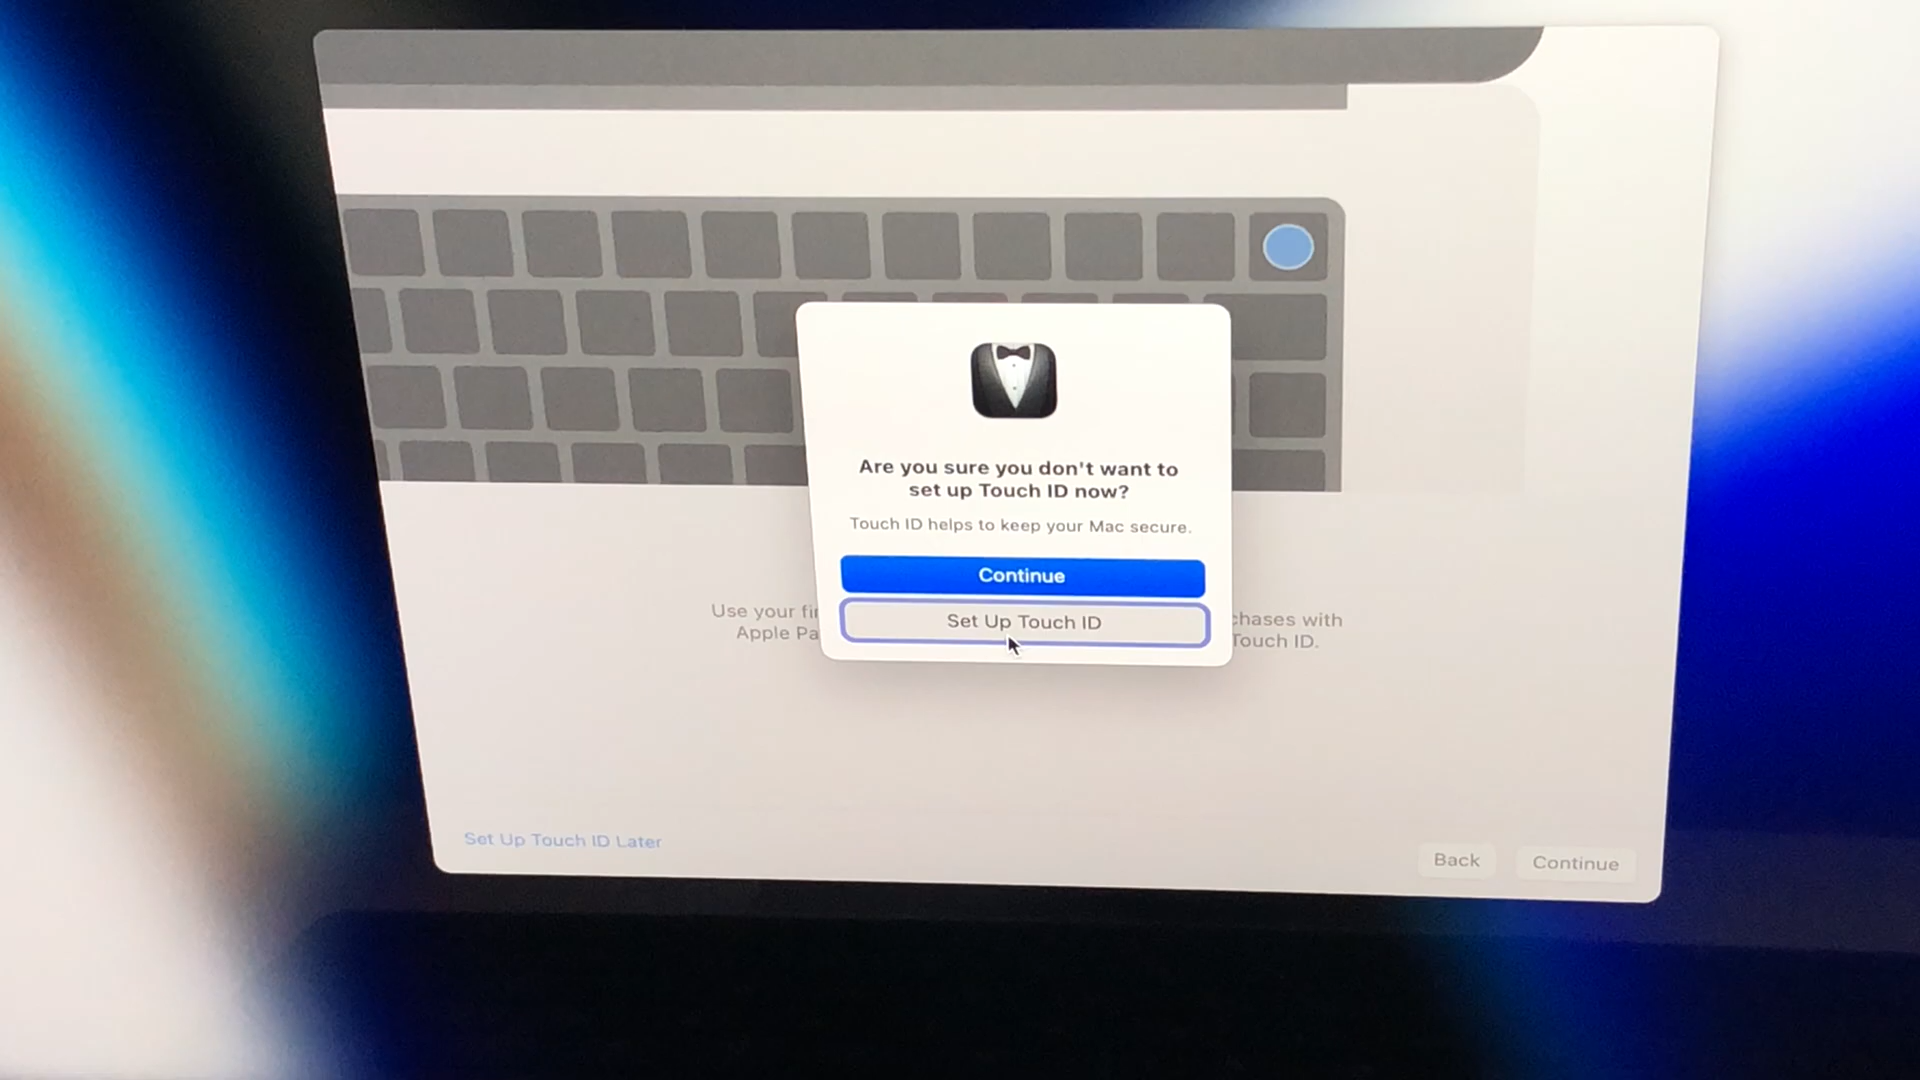 Are you sure you don't want to
set up Touch ID now?
Touch ID helps to keep your Mac secure.
Continue
Set Up Touch ID
Use your fi
chases with
Apple Pa
Touch ID.
Set Up Touch ID Later
Back
Continue